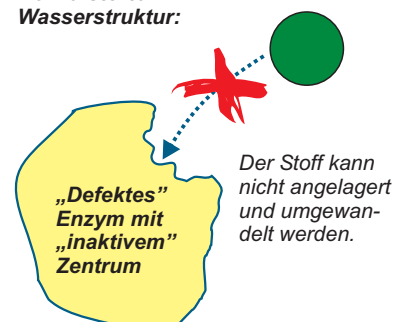 Wasserstruktur:
Der Stoff kann
nicht angelagert
und umgewan-
delt werden.
„Defektes”
Enzym mit
„inaktivem”
Zentrum